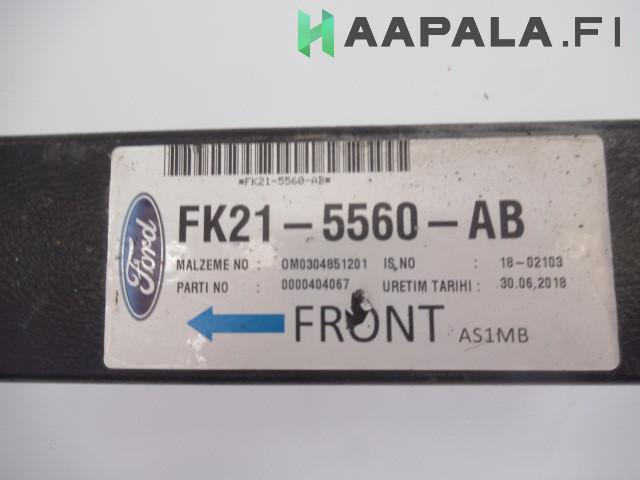 HAAPALA.FI
*FK21-5560-AB*
Ford
FK21-5560-AB
MALZEME NO : OM0304851201 IS,NO : 18-02103
PARTI NO : 0000404067 URETIM TARIHI : 30.06,2018
FRONT AS1MB